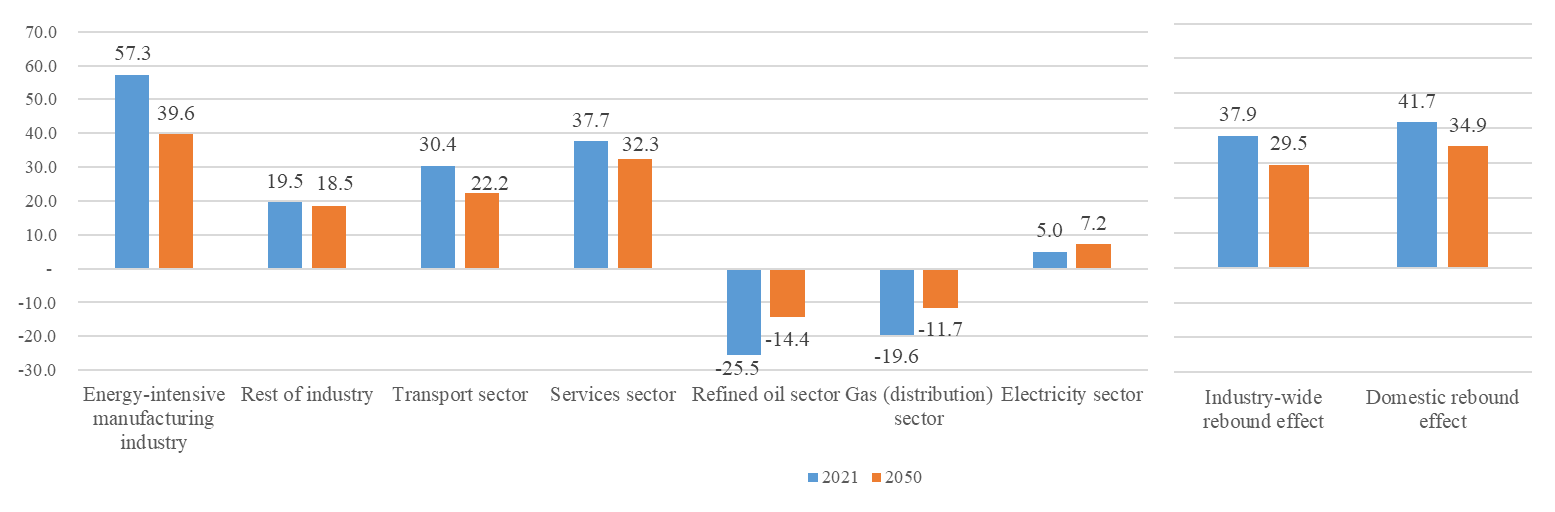 70.0
60.0
50.0
40.0
30.0
20.0
10.0
-
-10.0
-20.0
-30.0
57.3
39.6
19.5
18.5
30.4
22.2
37.7
32.3
-25.5
-14.4
-19.6
-11.7
5.0
7.2
37.9
29.5
41.7
34.9
Energy-intensive
manufacturing
industry
Rest of industry
Transport sector
Services sector
Refined oil sector
Gas (distribution)
sector
Electricity sector
Industry-wide
rebound effect
Domestic rebound
effect
2021
2050